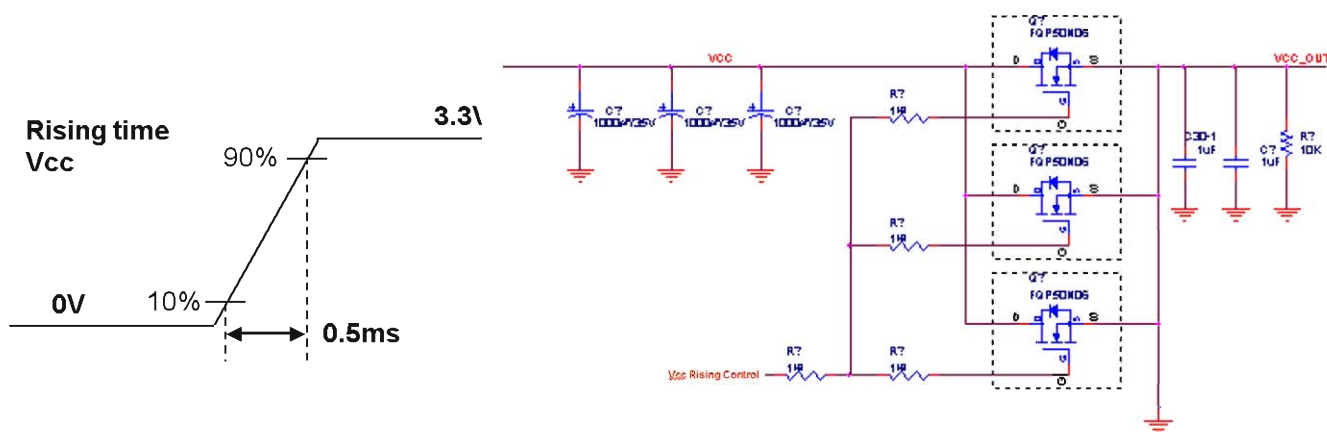 Rising time
Vcc
90%
3.3V
0V
10%
0.5ms
VCC
C?
1000uF/35V
C?
1000uF/35V
C?
1000uF/35V
Q?
FQP50N06
D
S
G
R?
1K
Q?
FQP50N06
D
S
G
R?
1K
Q?
FQP50N06
D
S
G
R?
1K
R?
1K
Vcc Rising Control
VCC_OUT
C30-1
1uF
C?
1uF
R?
10K